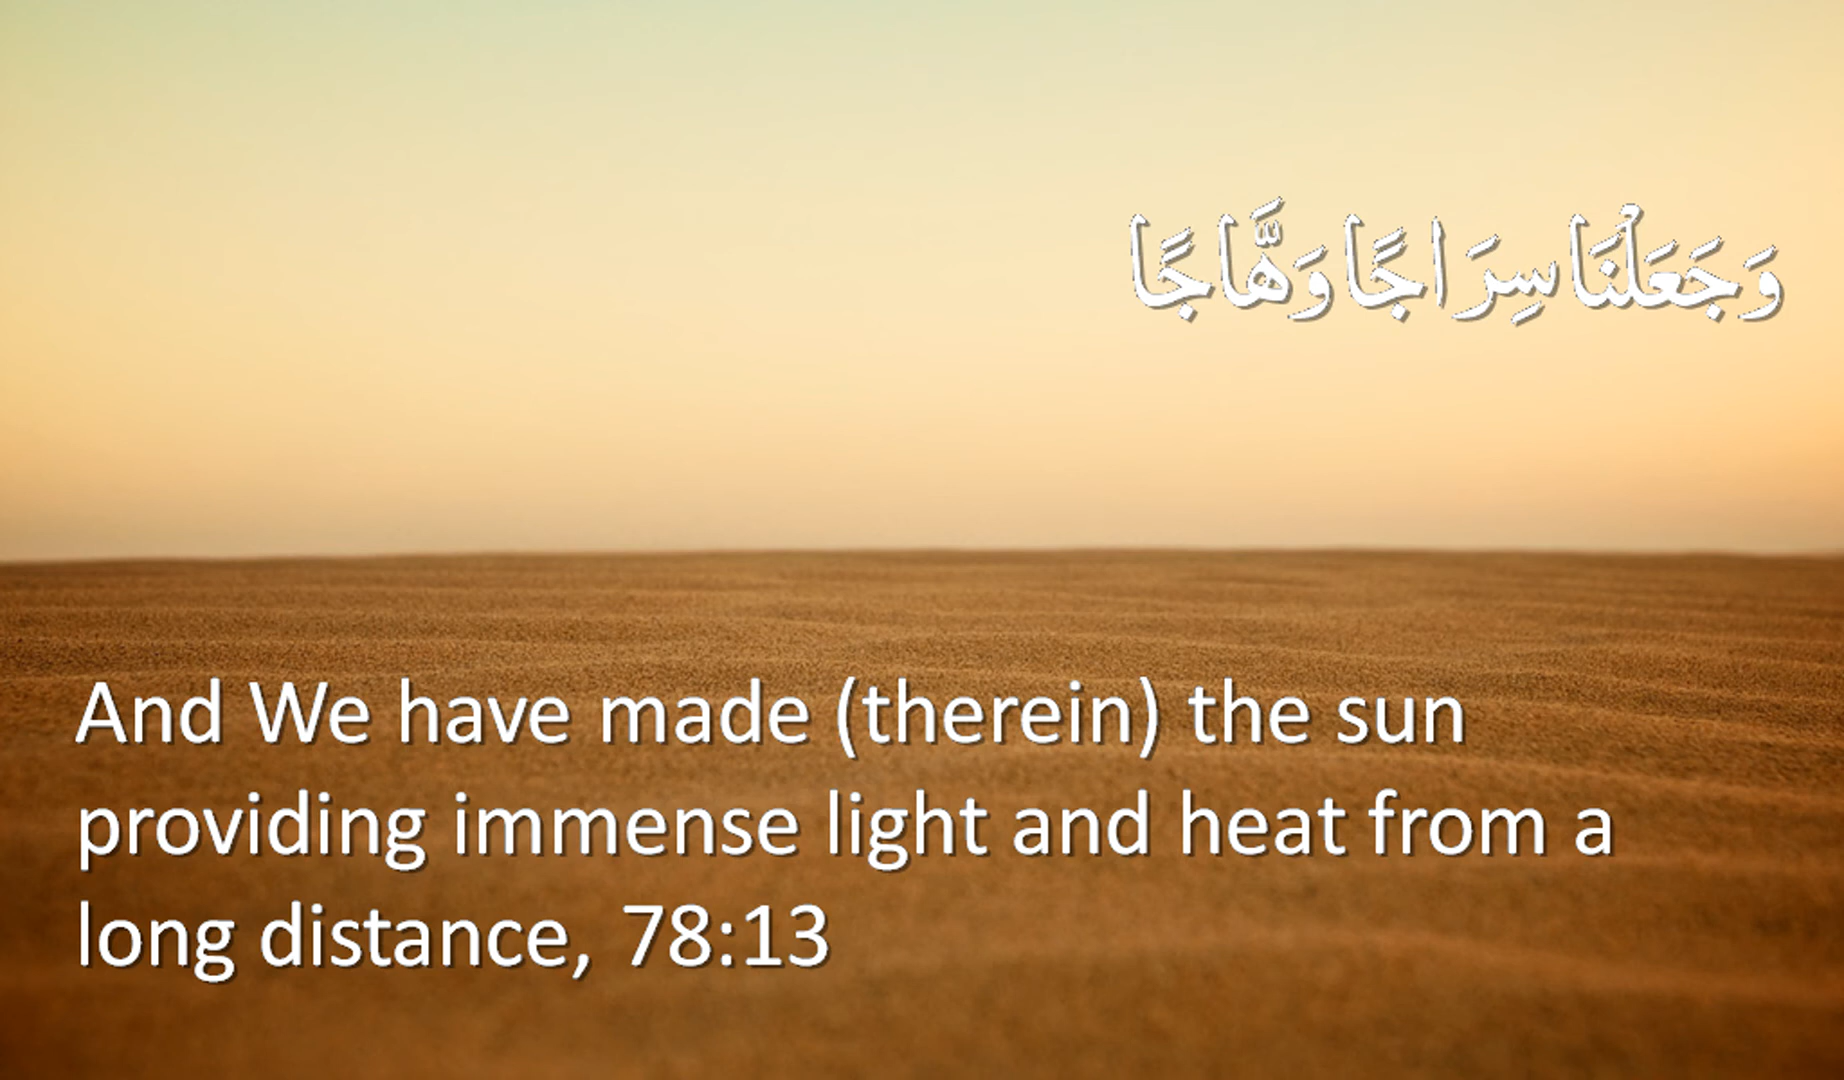 وَجَعَلْنَا سِرَاجًا وَهَّاجًا
And We have made (therein) the sun
providing immense light and heat from a
long distance, 78:13